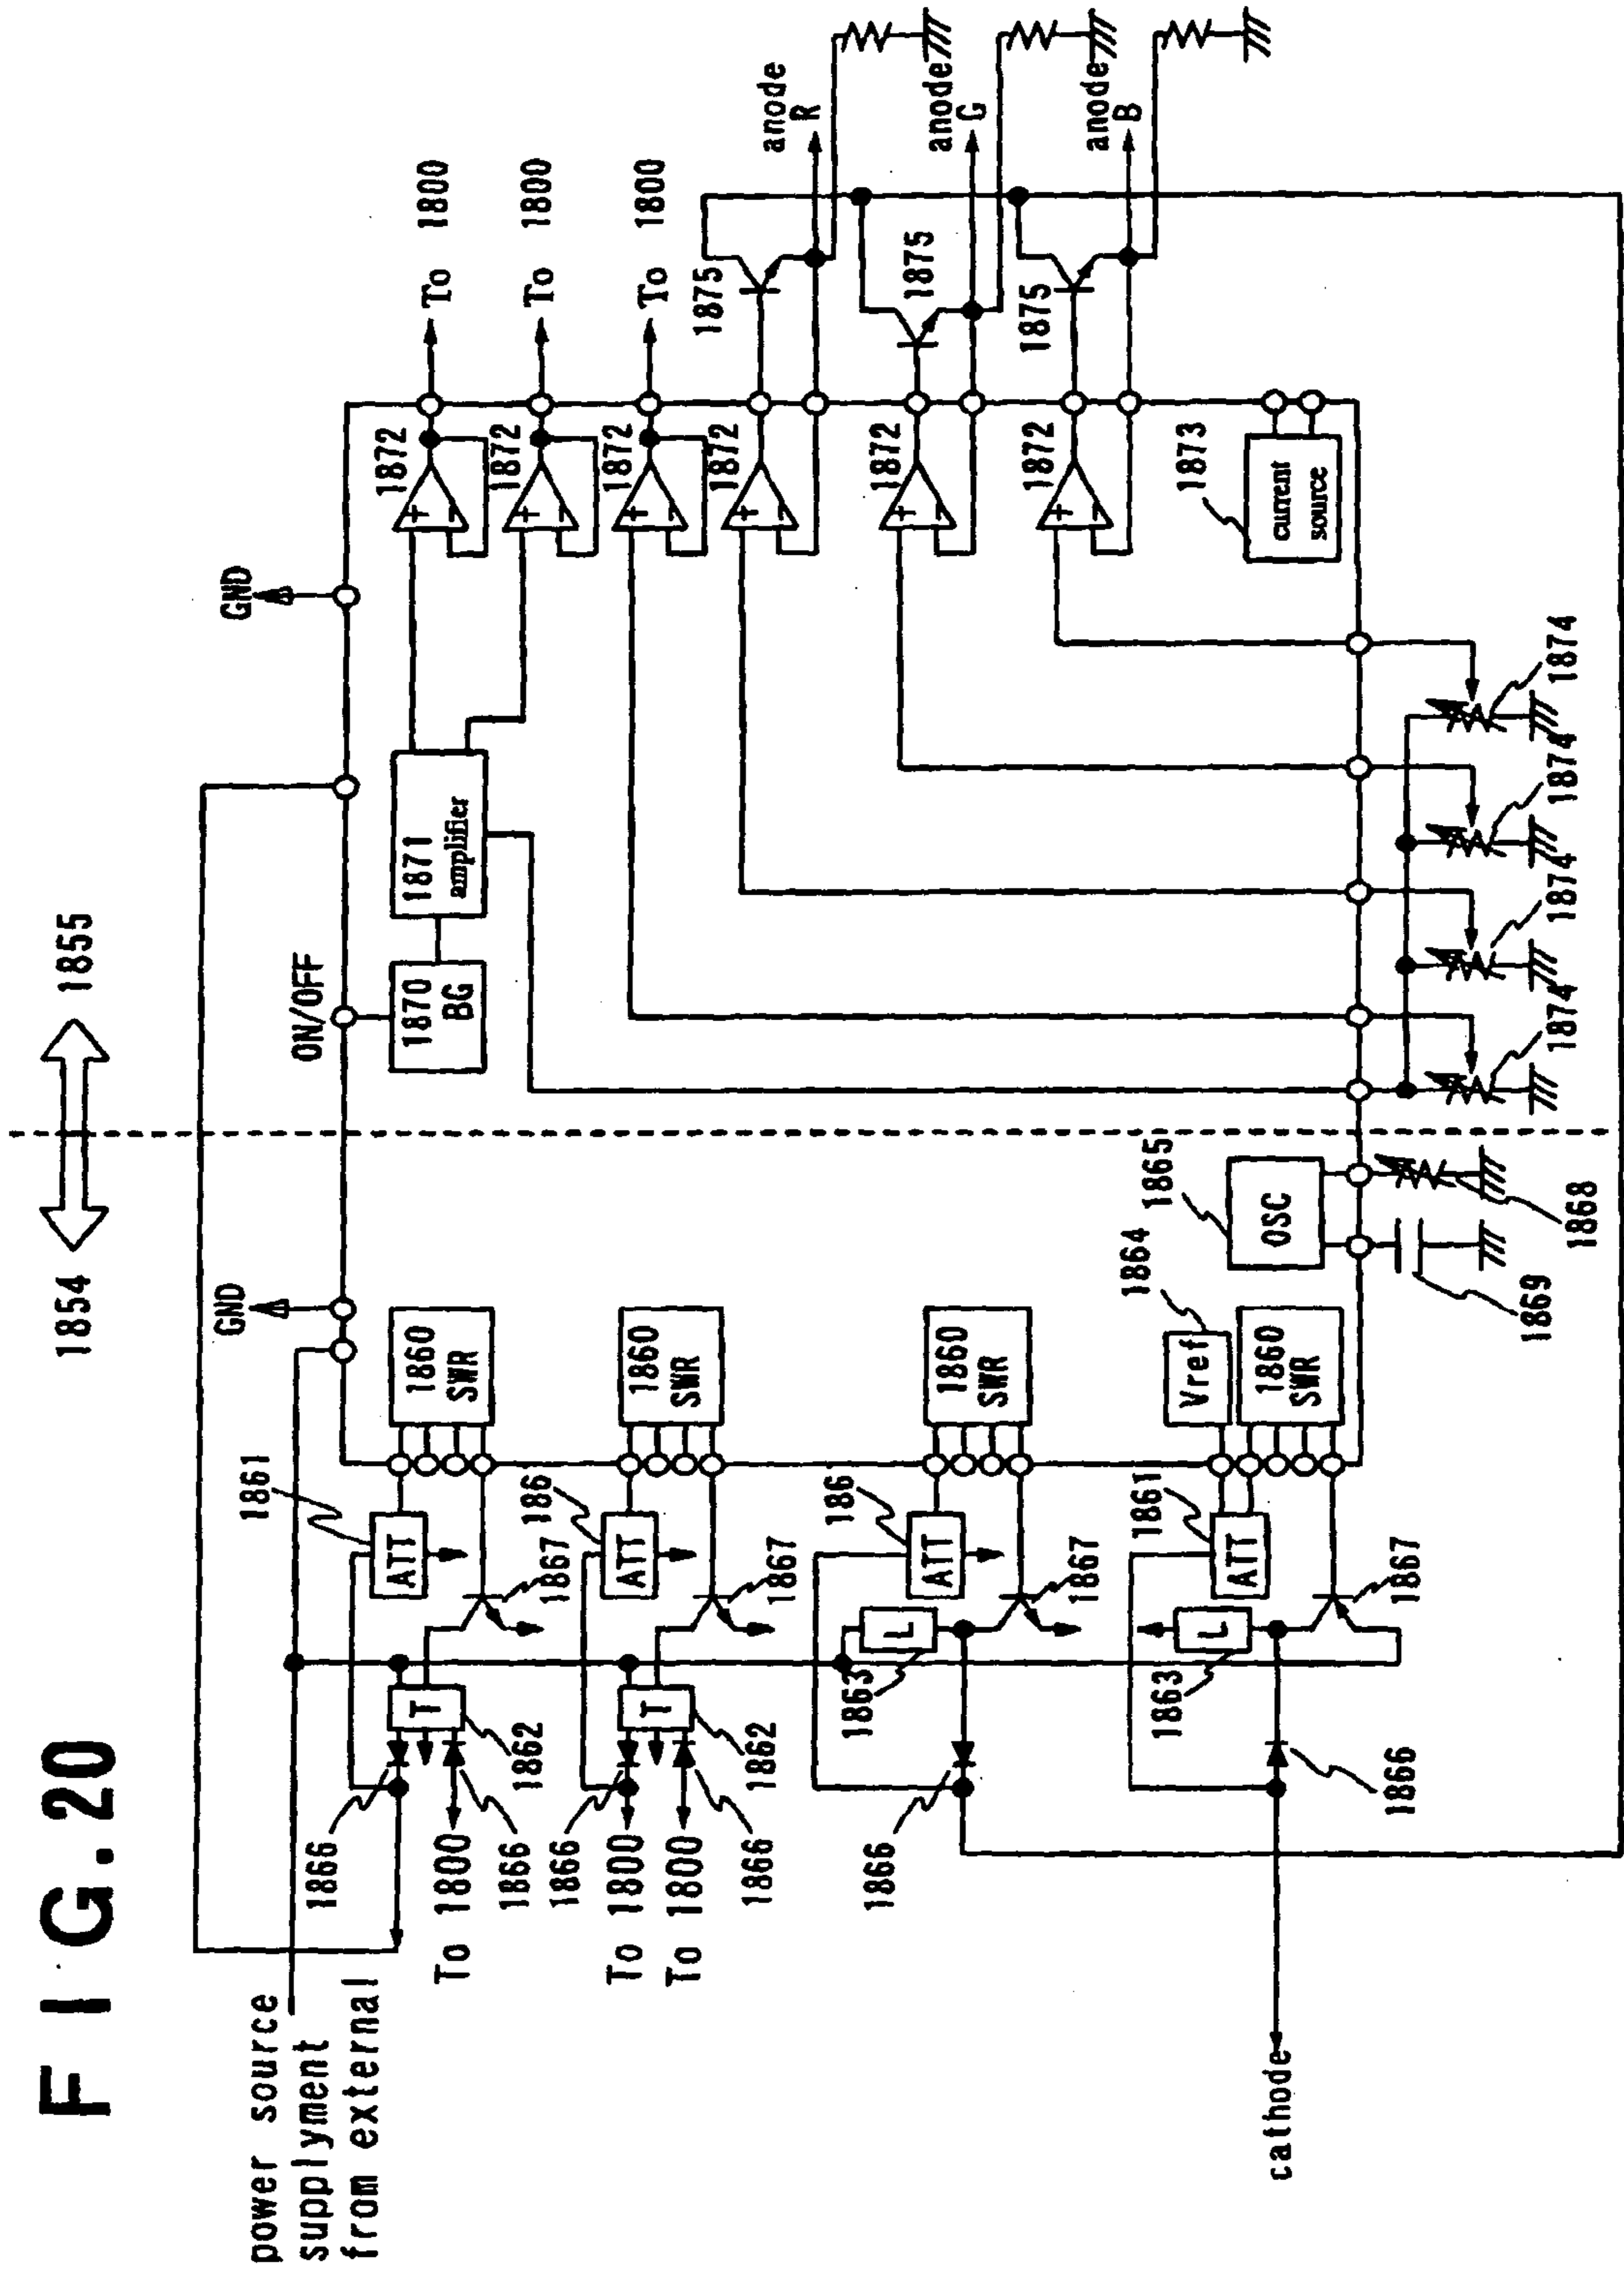 FIG.20
1854
1855
power source
supplyment
from external
GND
ON/OFF
GND
1861
ATT
1860
SWR
1867
T
1862
1866
To 1800
1866
186
ATT
1860
SWR
1867
T
1862
1866
To 1800
To 1800
1866
186
ATT
1860
SWR
1867
L
1863
1866
1864
Vref
1861
ATT
1860
SWR
1867
L
1863
1866
cathode
1865
OSC
1868
1869
1870
BG
1871
amplifier
1872
+
-
To 1800
1872
+
-
To 1800
1872
+
-
To 1800
1872
+
-
1875
anode
R
1872
+
-
1875
anode
G
1872
+
-
1875
anode
B
1873
current
source
1874
1874
1874
1874